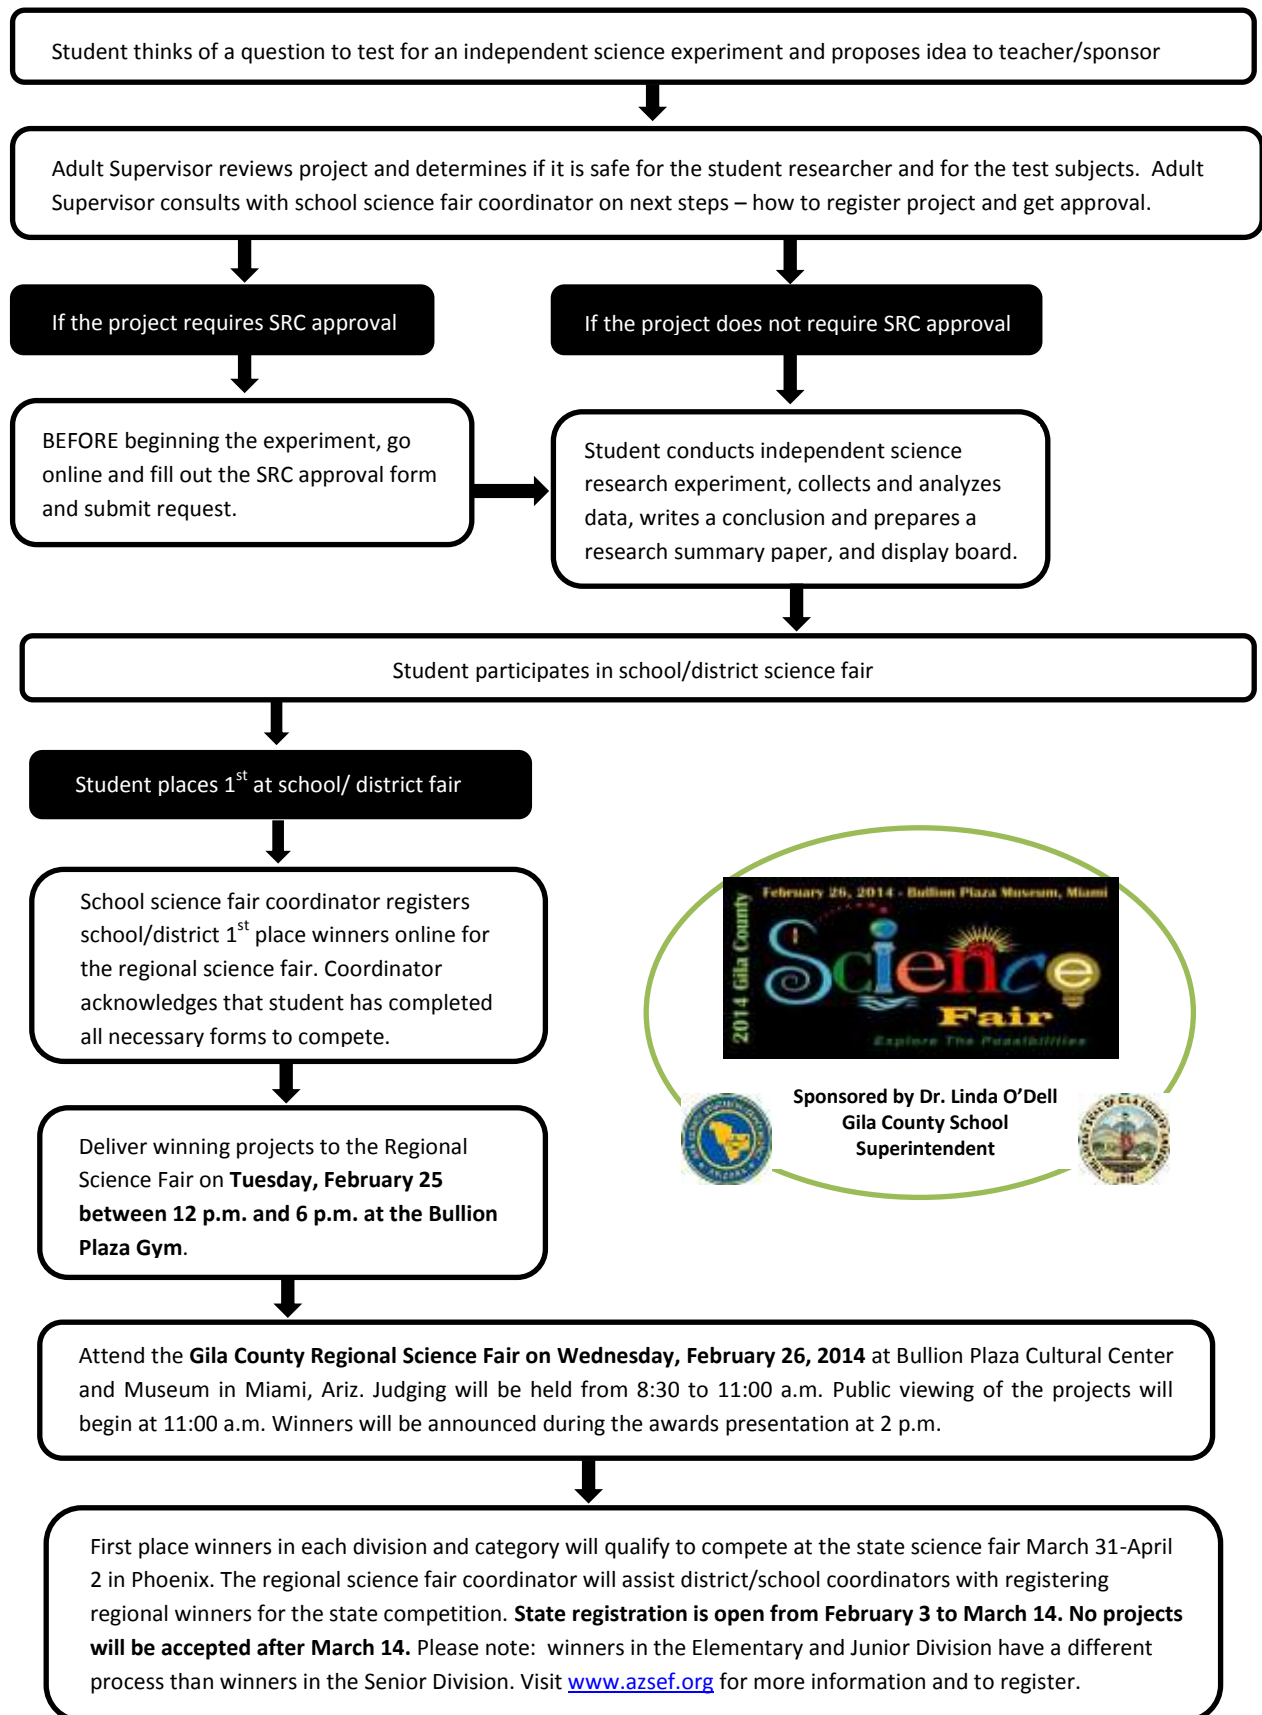 Student thinks of a question to test for an independent science experiment and proposes idea to teacher/sponsor
Adult Supervisor reviews project and determines if it is safe for the student researcher and for the test subjects.  Adult
Supervisor consults with school science fair coordinator on next steps – how to register project and get approval.
If the project requires SRC approval
If the project does not require SRC approval
BEFORE beginning the experiment, go
online and fill out the SRC approval form
and submit request.
Student conducts independent science
research experiment, collects and analyzes
data, writes a conclusion and prepares a
research summary paper, and display board.
Student participates in school/district science fair
Student places 1st at school/ district fair
School science fair coordinator registers
school/district 1st place winners online for
the regional science fair. Coordinator
acknowledges that student has completed
all necessary forms to compete.
February 26, 2014 - Bullion Plaza Museum, Miami
2014 Gila County
Science
Fair
Explore The Possibilities
Sponsored by Dr. Linda O'Dell
Gila County School
Superintendent
Deliver winning projects to the Regional
Science Fair on Tuesday, February 25
between 12 p.m. and 6 p.m. at the Bullion
Plaza Gym.
Attend the Gila County Regional Science Fair on Wednesday, February 26, 2014 at Bullion Plaza Cultural Center
and Museum in Miami, Ariz. Judging will be held from 8:30 to 11:00 a.m. Public viewing of the projects will
begin at 11:00 a.m. Winners will be announced during the awards presentation at 2 p.m.
First place winners in each division and category will qualify to compete at the state science fair March 31-April
2 in Phoenix. The regional science fair coordinator will assist district/school coordinators with registering
regional winners for the state competition. State registration is open from February 3 to March 14. No projects
will be accepted after March 14. Please note:  winners in the Elementary and Junior Division have a different
process than winners in the Senior Division. Visit www.azsef.org for more information and to register.